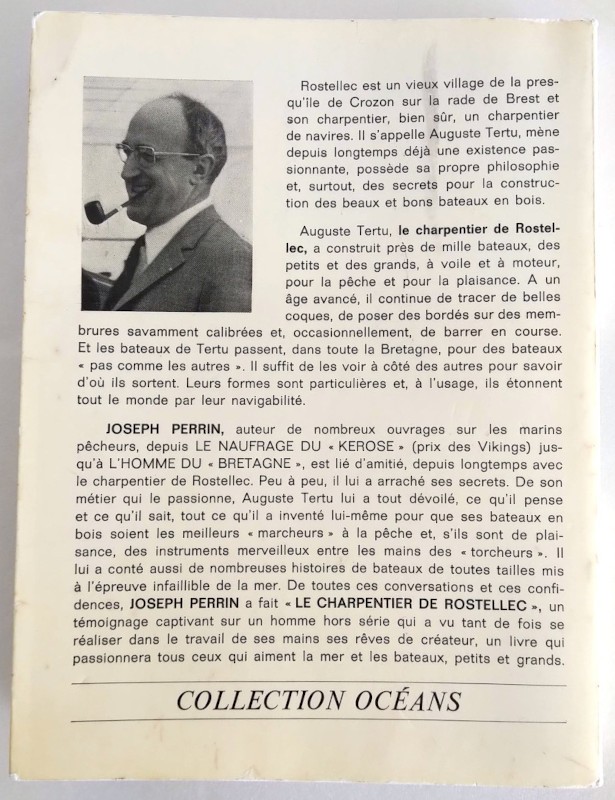 Rostellec est un vieux village de la pres-
qu'île de Crozon sur la rade de Brest et
son charpentier, bien sûr, un charpentier
de navires. Il s'appelle Auguste Tertu, mène
depuis longtemps déjà une existence pas-
sionnante, possède sa propre philosophie
et, surtout, des secrets pour la construc-
tion des beaux et bons bateaux en bois.
Auguste Tertu, le charpentier de Rostel-
lec, a construit près de mille bateaux, des
petits et des grands, à voile et à moteur,
pour la pêche et pour la plaisance. A un
âge avancé, il continue de tracer de belles
coques, de poser des bordés sur des mem-
brures savamment calibrées et, occasionnellement, de barrer en course.
Et les bateaux de Tertu passent, dans toute la Bretagne, pour des bateaux
« pas comme les autres ». Il suffit de les voir à côté des autres pour savoir
d'où ils sortent. Leurs formes sont particulières et, à l'usage, ils étonnent
tout le monde par leur navigabilité.
JOSEPH PERRIN, auteur de nombreux ouvrages sur les marins
pêcheurs, depuis LE NAUFRAGE DU « KEROSE » (prix des Vikings) jus-
qu'à L'HOMME DU « BRETAGNE », est lié d'amitié, depuis longtemps avec
le charpentier de Rostellec. Peu à peu, il lui a arraché ses secrets. De son
métier qui le passionne, Auguste Tertu lui a tout dévoilé, ce qu'il pense
et ce qu'il sait, tout ce qu'il a inventé lui-même pour que ses bateaux en
bois soient les meilleurs « marcheurs » à la pêche et, s'ils sont de plai-
sance, des instruments merveilleux entre les mains des « torcheurs ». Il
lui a conté aussi de nombreuses histoires de bateaux de toutes tailles mis
à l'épreuve infaillible de la mer. De toutes ces conversations et ces confi-
dences, JOSEPH PERRIN a fait « LE CHARPENTIER DE ROSTELLEC », un
témoignage captivant sur un homme hors série qui a vu tant de fois se
réaliser dans le travail de ses mains ses rêves de créateur, un livre qui
passionnera tous ceux qui aiment la mer et les bateaux, petits et grands.
COLLECTION OCÉANS